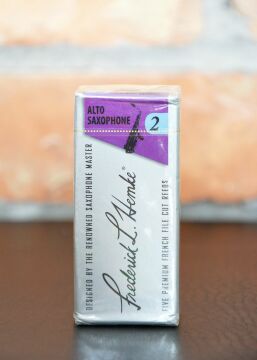 ALTO
SAXOPHONE
2
DESIGNED BY THE RENOWNED SAXOPHONE MASTER
Frederick L. Hemke®
FIVE PREMIUM FRENCH FILE CUT REEDS